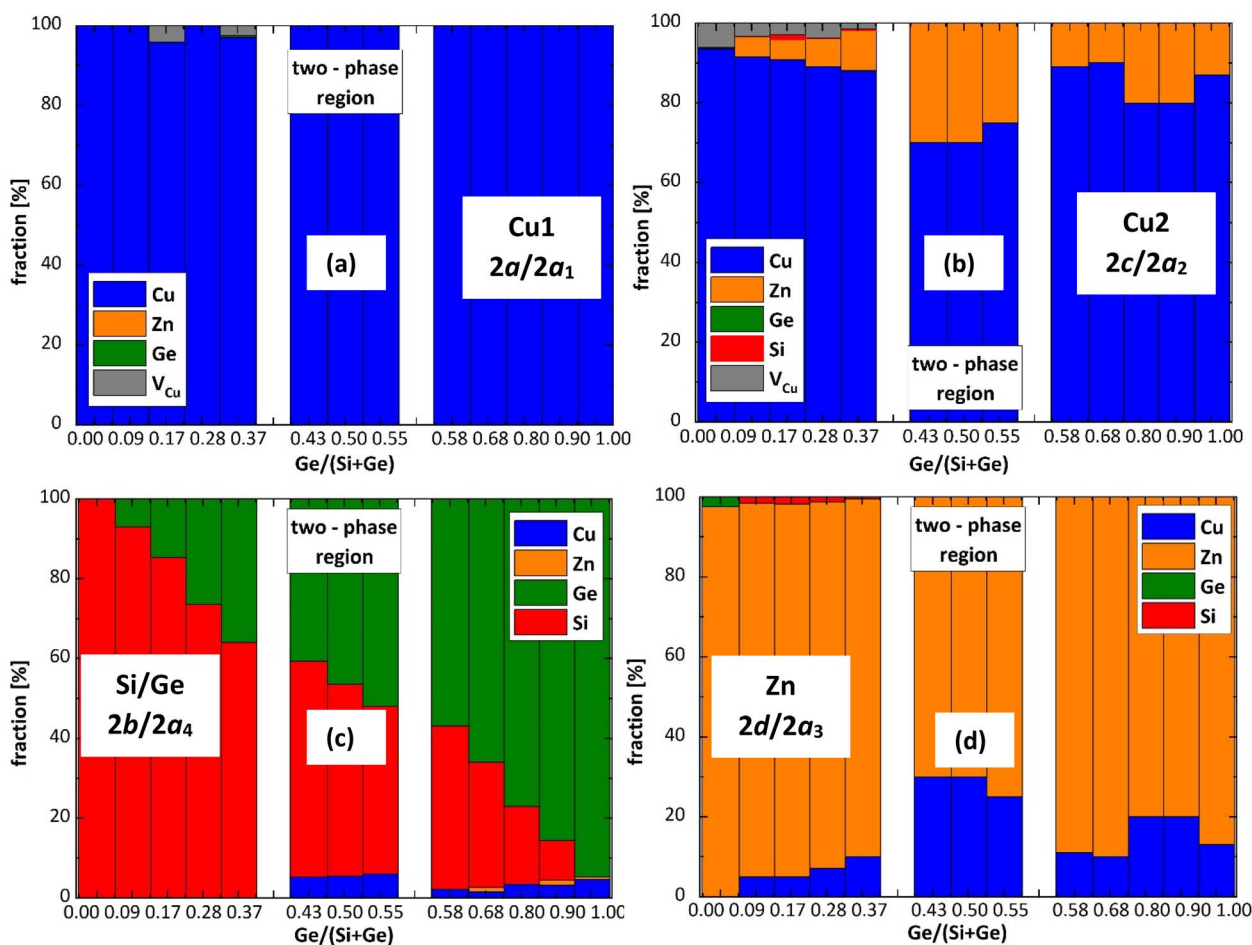 100
80
60
40
20
0
fraction [%]
two - phase
region
(a)
Cu1
2a/2a1
Cu
Zn
Ge
VCu
0.00 0.09 0.17 0.28 0.37 0.43 0.50 0.55 0.58 0.68 0.80 0.90 1.00
Ge/(Si+Ge)
100
80
60
40
20
0
fraction [%]
Cu2
2c/2a2
(b)
Cu
Zn
Ge
Si
VCu
two - phase
region
0.00 0.09 0.17 0.28 0.37 0.43 0.50 0.55 0.58 0.68 0.80 0.90 1.00
Ge/(Si+Ge)
100
80
60
40
20
0
fraction [%]
two - phase
region
Cu
Zn
Ge
Si
Si/Ge
2b/2a4
(c)
0.00 0.09 0.17 0.28 0.37 0.43 0.50 0.55 0.58 0.68 0.80 0.90 1.00
Ge/(Si+Ge)
100
80
60
40
20
0
fraction [%]
two - phase
region
Cu
Zn
Ge
Si
Zn
2d/2a3
(d)
0.00 0.09 0.17 0.28 0.37 0.43 0.50 0.55 0.58 0.68 0.80 0.90 1.00
Ge/(Si+Ge)